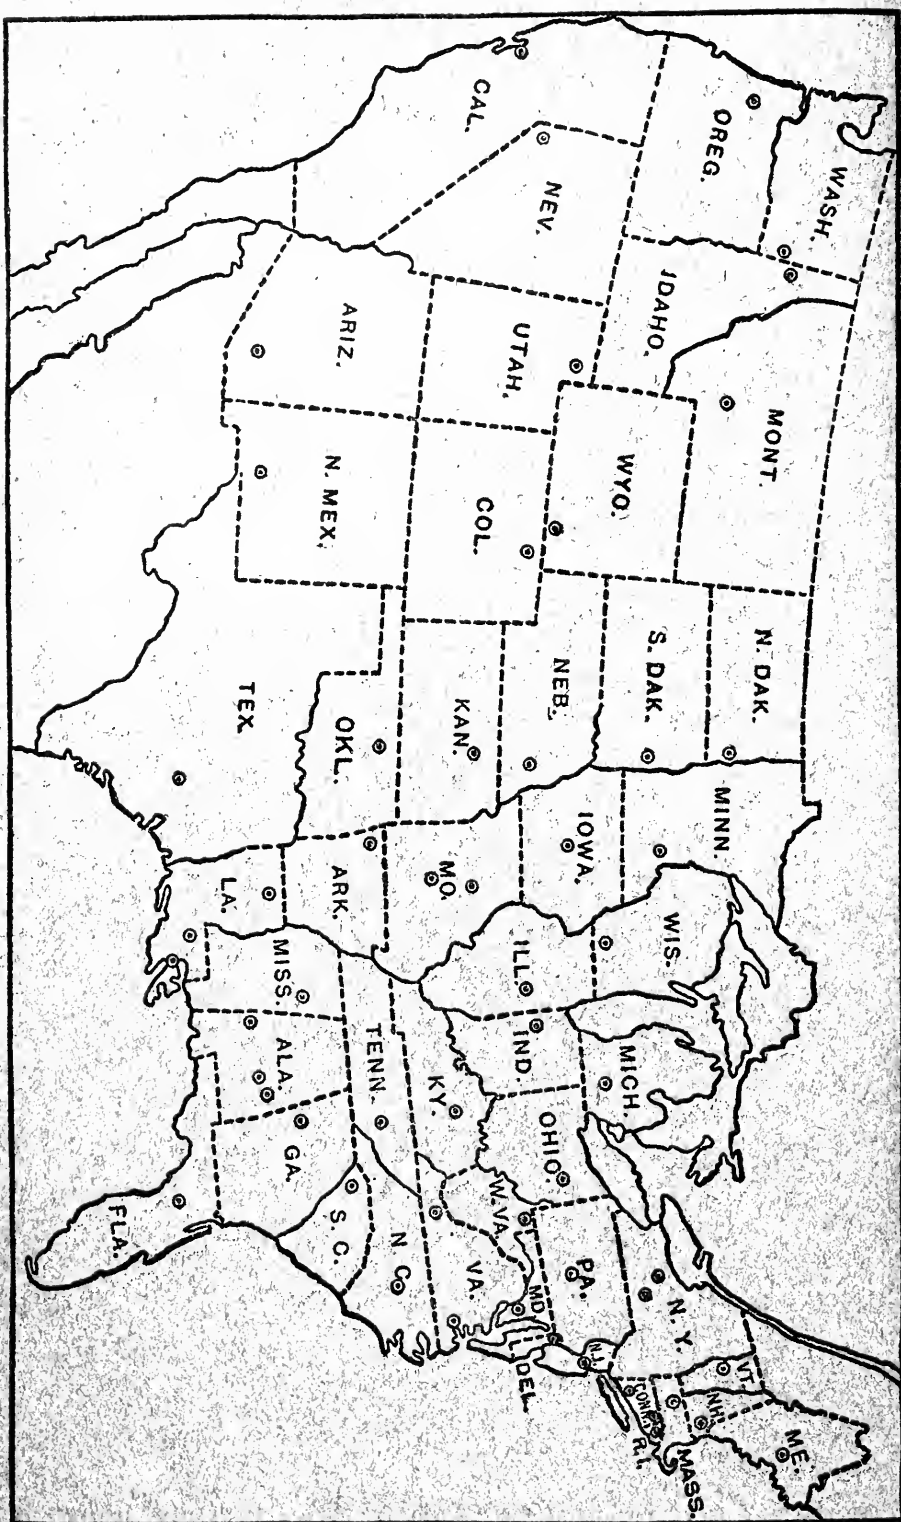 WASH.
OREG.
CAL.
NEV.
IDAHO.
MONT
UTAH.
ARIZ.
WYO.
COL.
N. MEX.
N. DAK.
S. DAK.
NEB.
KAN.
OKL.
TEX
MINN.
IOWA.
MO.
ARK.
LA.
WIS.
ILL.
MISS.
MICH.
IND.
OHIO.
KY.
TENN.
ALA.
GA.
FLA.
W. VA.
VA.
N. C.
S. C.
PA.
MD
DEL.
N.J.
N. Y.
VT.
N.H.
ME.
MASS.
R.I.
CONN.